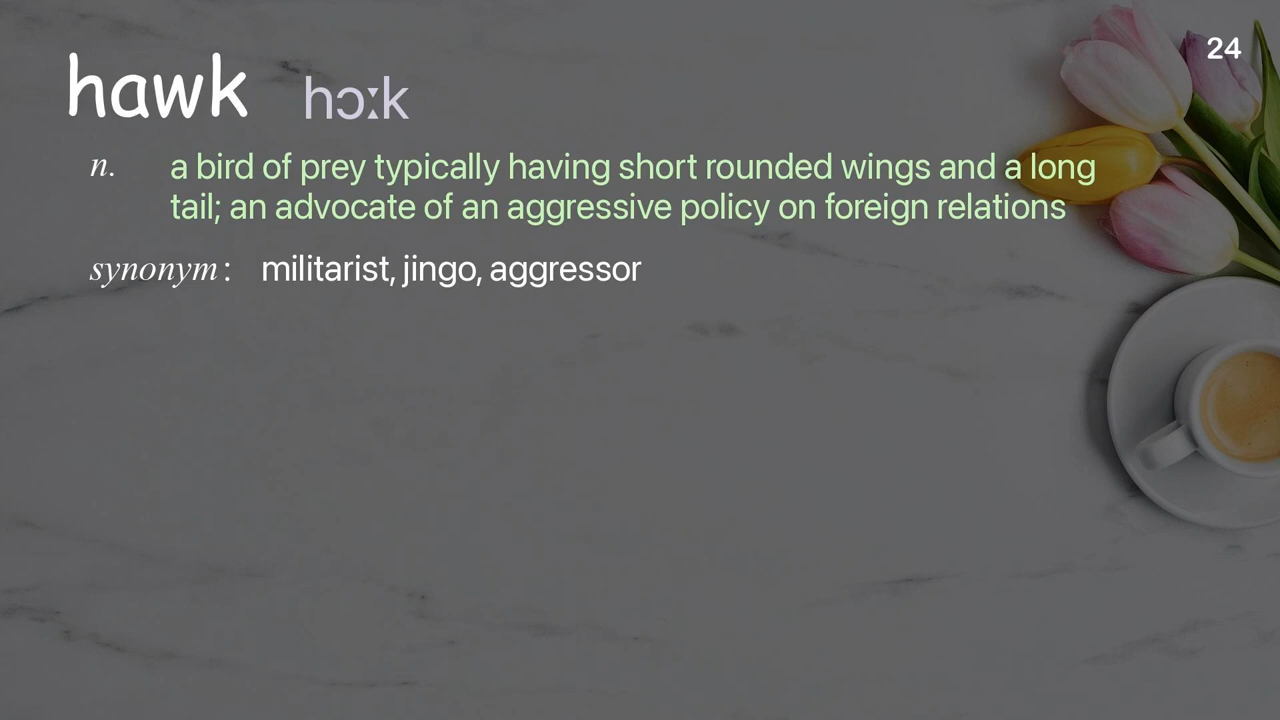 24
hawk hɔːk
n. a bird of prey typically having short rounded wings and a long
tail; an advocate of an aggressive policy on foreign relations
synonym: militarist, jingo, aggressor